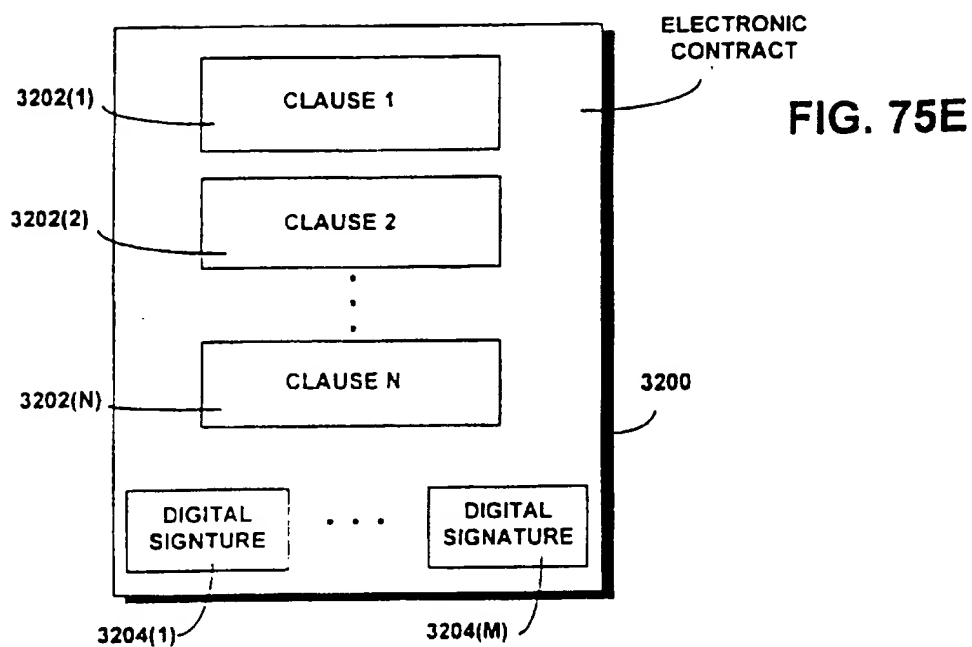 ELECTRONIC
CONTRACT
FIG. 75E
3202(1)
CLAUSE 1
3202(2)
CLAUSE 2
3202(N)
CLAUSE N
3200
DIGITAL
SIGNTURE
DIGITAL
SIGNATURE
3204(1)
3204(M)